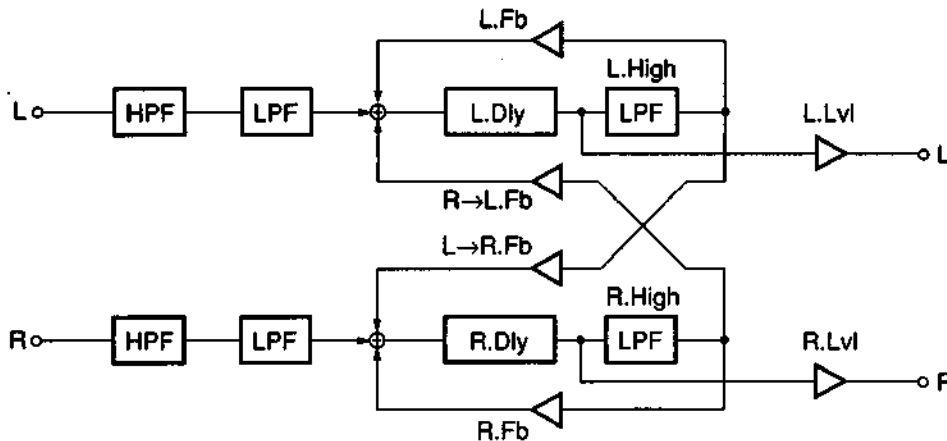 L.Fb
L.High
L HPF LPF L.Dly LPF L.Lvl L
R→L.Fb
L→R.Fb
R.High
R HPF LPF R.Dly LPF R.Lvl
R.Fb